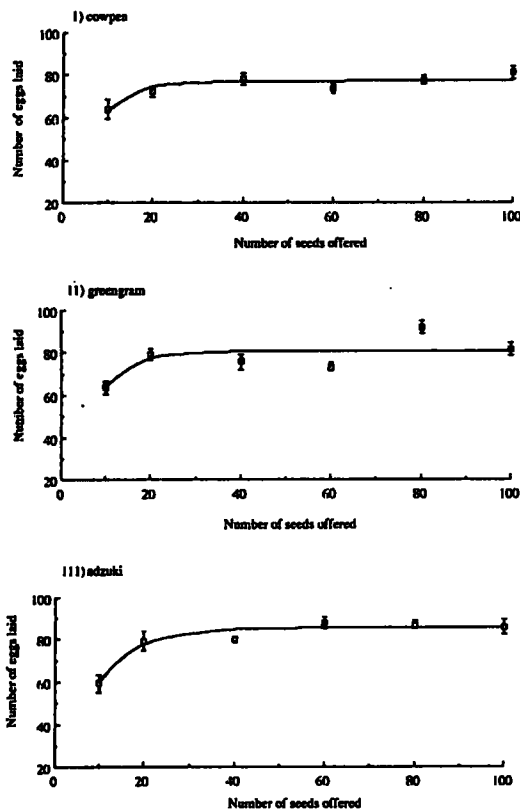 i) cowpea
100
80
60
40
20
Number of eggs laid
0 20 40 60 80 100
Number of seeds offered
ii) greengram
100
80
60
40
20
Number of eggs laid
0 20 40 60 80 100
Number of seeds offered
iii) adzuki
100
80
60
40
20
Number of eggs laid
0 20 40 60 80 100
Number of seeds offered